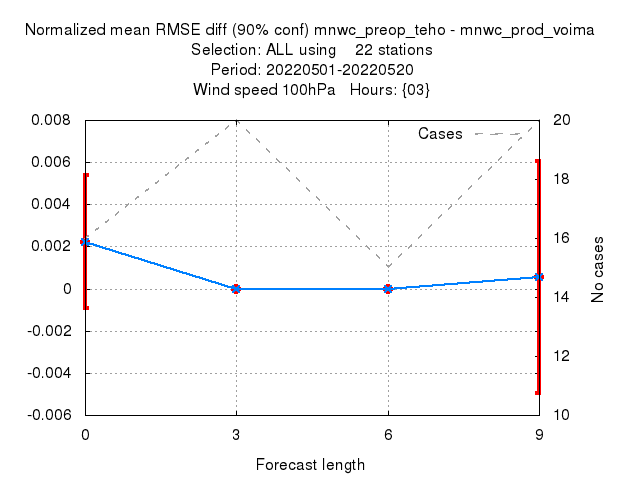 Normalized mean RMSE diff (90% conf) mnwc_preop_teho - mnwc_prod_voima
Selection: ALL using    22 stations
Period: 20220501-20220520
Wind speed 100hPa   Hours: {03}
Cases
0.008
0.006
0.004
0.002
0
-0.002
-0.004
-0.006
20
18
16
14
12
10
No cases
0 3 6 9
Forecast length